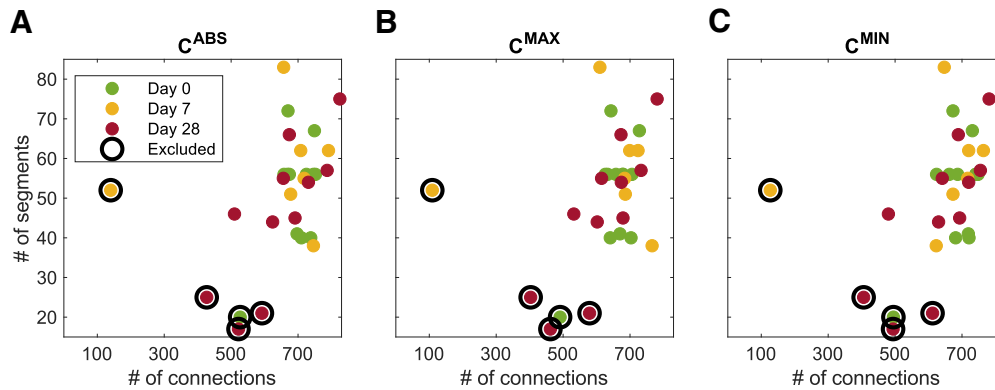 A
B
C
C^ABS
C^MAX
C^MIN
Day 0
Day 7
Day 28
Excluded
# of segments
80
70
60
50
40
30
20
100 300 500 700
100 300 500 700
100 300 500 700
# of connections
# of connections
# of connections